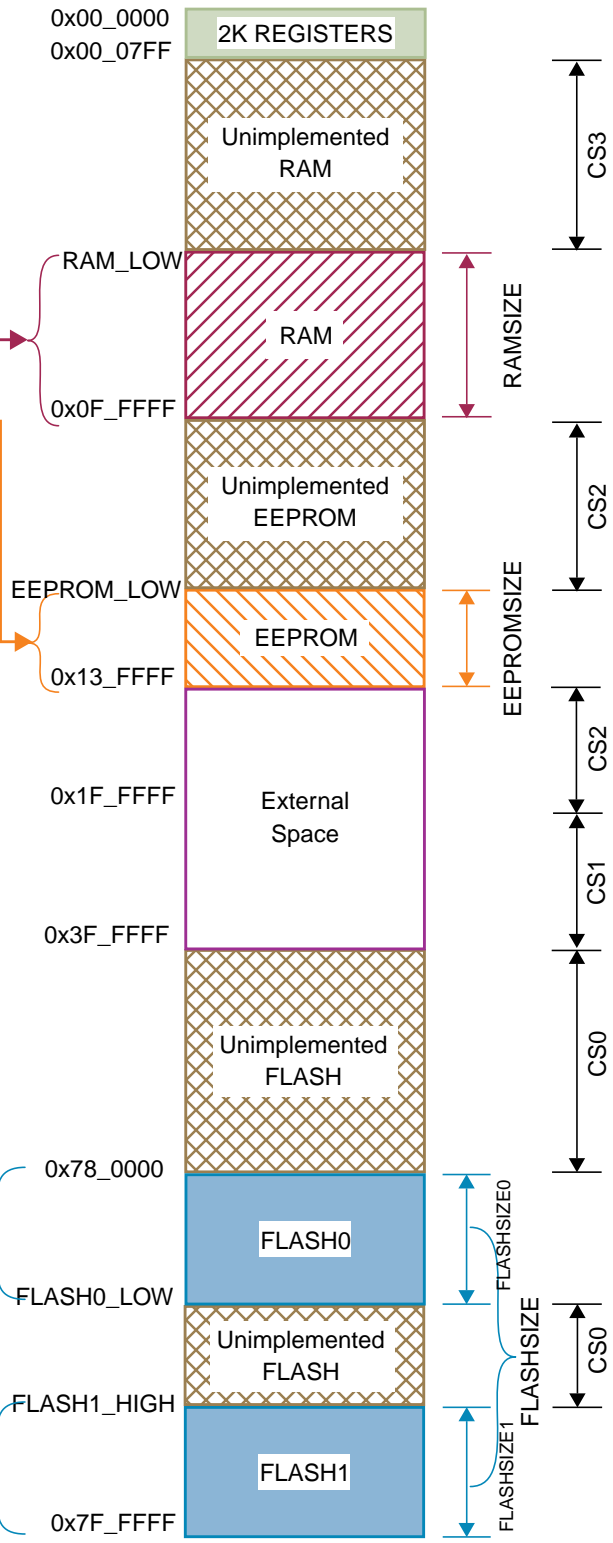 0x00_0000
2K REGISTERS
0x00_07FF
Unimplemented
RAM
CS3
RAM_LOW
RAM
RAMSIZE
0x0F_FFFF
Unimplemented
EEPROM
CS2
EEPROM_LOW
EEPROM
EEPROMSIZE
0x13_FFFF
CS2
0x1F_FFFF
External
Space
CS1
0x3F_FFFF
Unimplemented
FLASH
CS0
0x78_0000
FLASH0
FLASHSIZE0
FLASH0_LOW
Unimplemented
FLASH
FLASHSIZE
CS0
FLASH1_HIGH
FLASH1
FLASHSIZE1
0x7F_FFFF